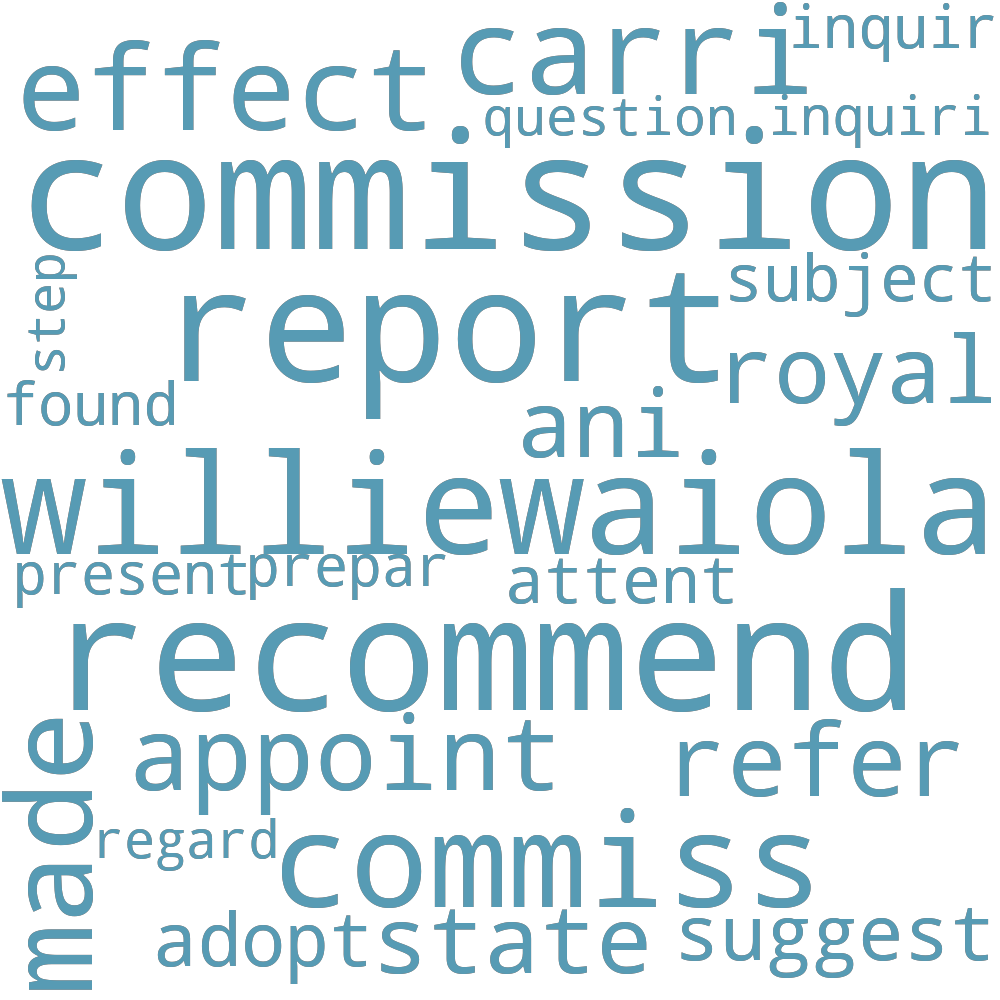 carri inquir
effect
question inquiri
commission
step
subject
report
royal
found
ani
williewaiola
present prepar attent
recommend
made
appoint refer
regard
commiss
adopt state suggest